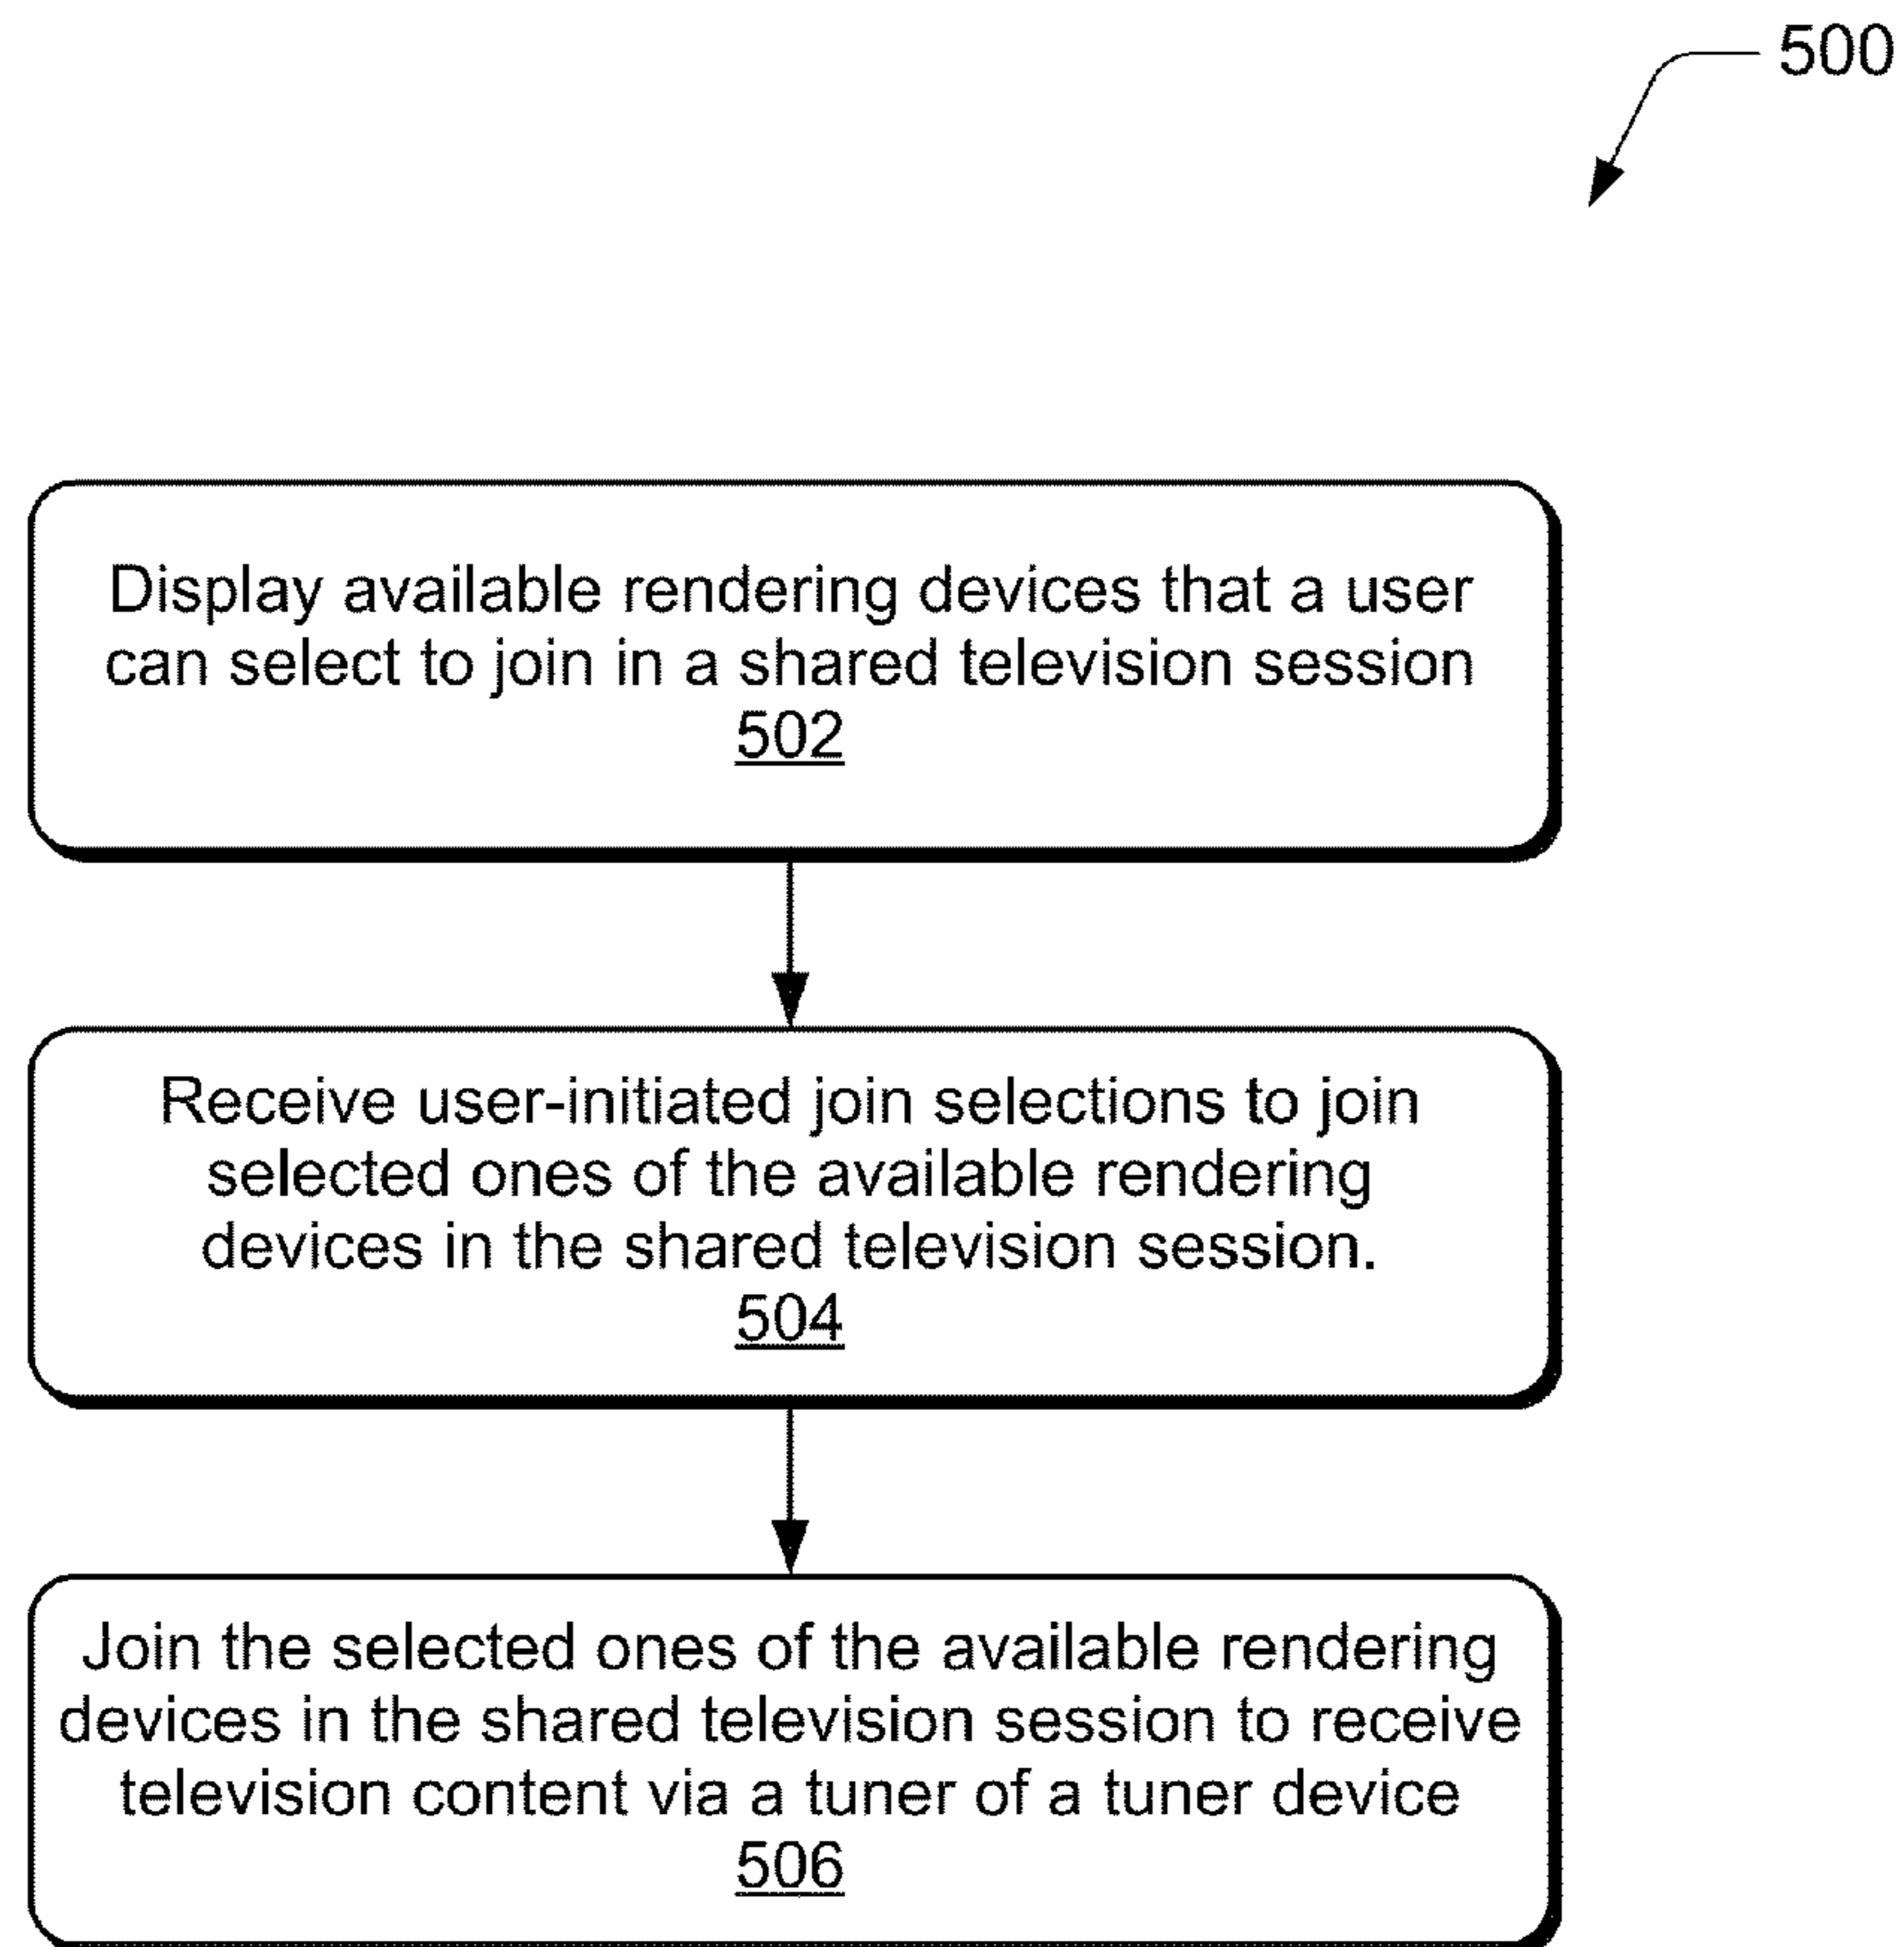 500
Display available rendering devices that a user
can select to join in a shared television session
502
Receive user-initiated join selections to join
selected ones of the available rendering
devices in the shared television session.
504
Join the selected ones of the available rendering
devices in the shared television session to receive
television content via a tuner of a tuner device
506